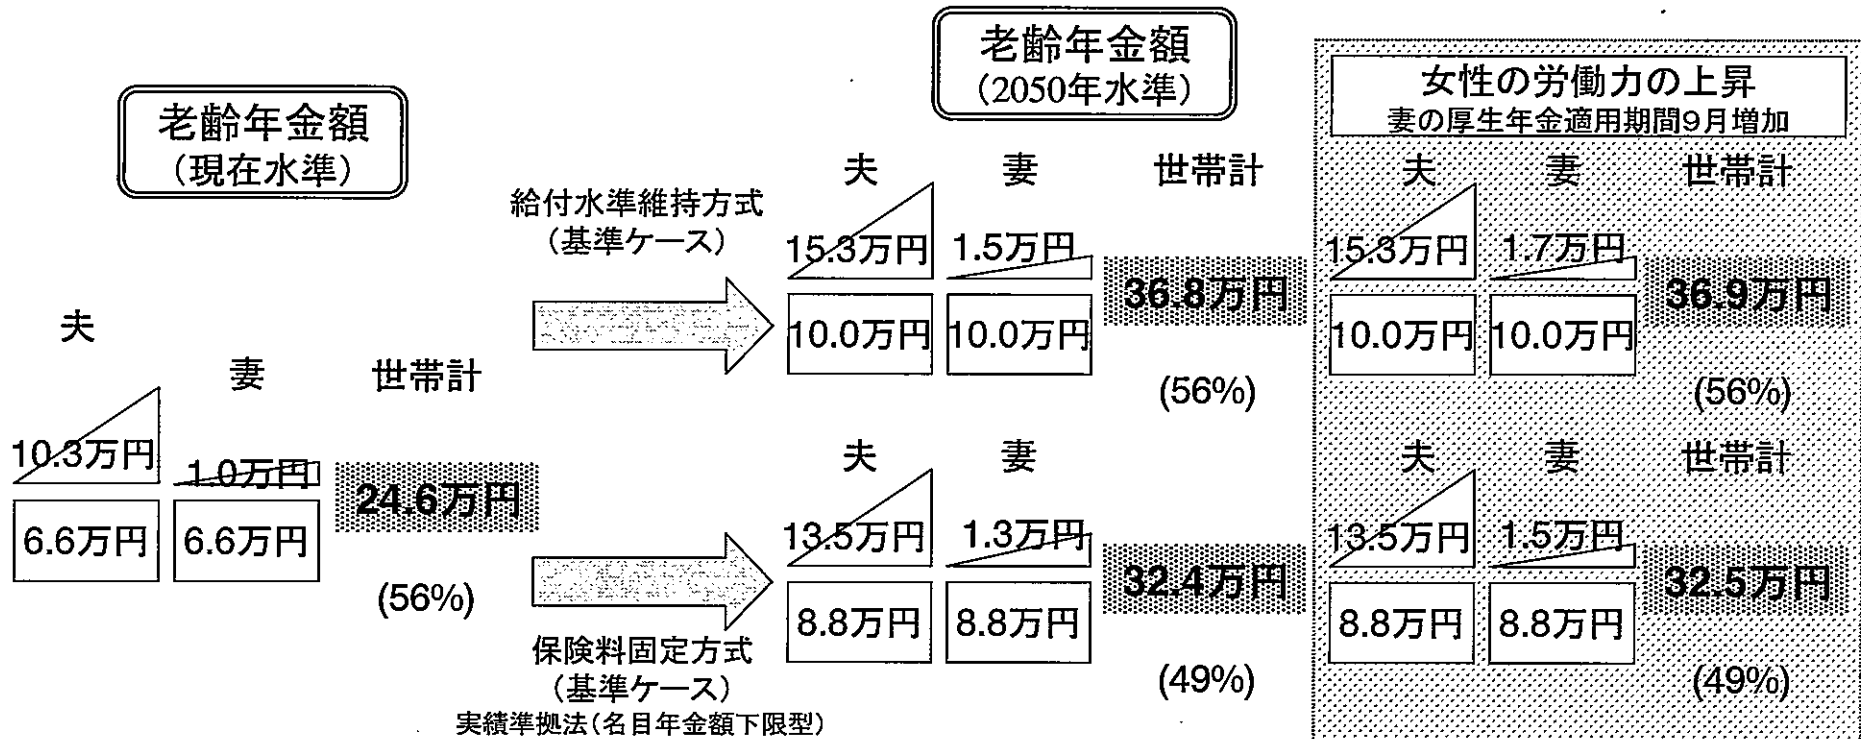 老齢年金額
(現在水準)
夫
妻
世帯計
10.3万円
1.0万円
24.6万円
6.6万円
6.6万円
(56%)
給付水準維持方式
(基準ケース)
保険料固定方式
(基準ケース)
実績準拠法(名目年金額下限型)
老齢年金額
(2050年水準)
夫
妻
世帯計
15.3万円
1.5万円
36.8万円
10.0万円
10.0万円
(56%)
夫
妻
13.5万円
1.3万円
32.4万円
8.8万円
8.8万円
(49%)
女性の労働力の上昇
妻の厚生年金適用期間9月増加
夫
妻
世帯計
15.3万円
1.7万円
36.9万円
10.0万円
10.0万円
(56%)
夫
妻
世帯計
13.5万円
1.5万円
32.5万円
8.8万円
8.8万円
(49%)